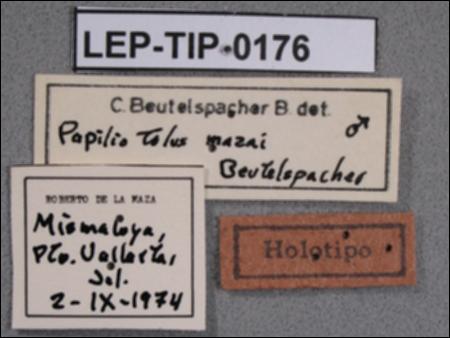 LEP-TIP-0176
C. Beutelspacher B. det.
Papilio tolus mazai ♂
Beutelspacher
ROBERTO DE LA MAZA
Mismaloya,
Pto. Vallarta,
Jal.
2-IX-1974
Holotipo